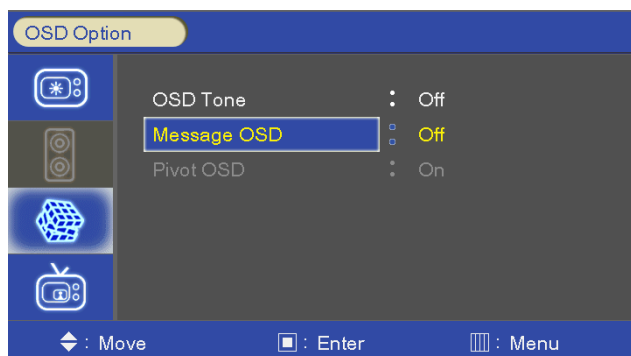 OSD Option
OSD Tone : Off
Message OSD : Off
Pivot OSD : On
: Move : Enter : Menu